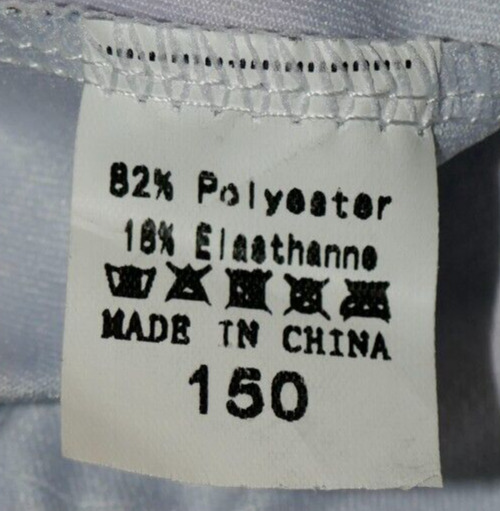 82% Polyester
18% Elasthanne
MADE IN CHINA
150